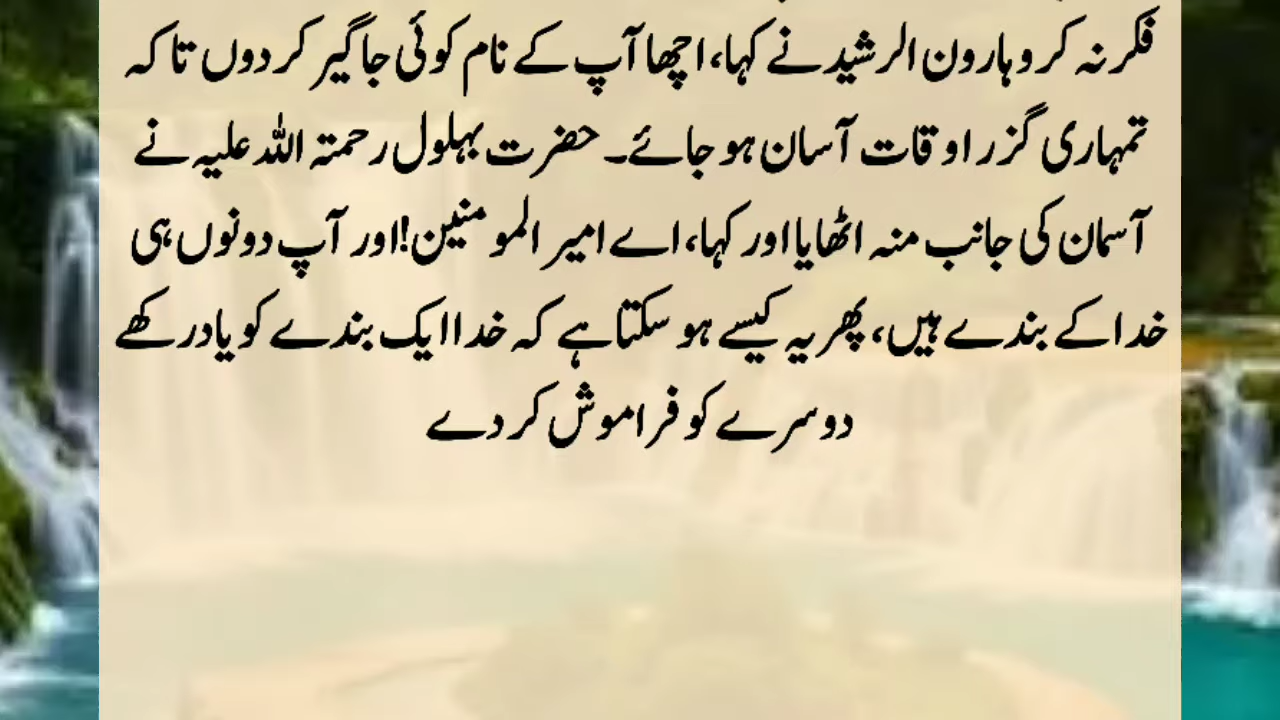 فکر نہ کرو ہارون الرشید نے کہا، اچھا آپ کے نام کوئی جاگیر کر دوں تاکہ
تمہاری گزر اوقات آسان ہو جائے۔ حضرت بہلول رحمتہ اللہ علیہ نے
آسمان کی جانب منہ اٹھایا اور کہا، اے امیر المومنین! اور آپ دونوں ہی
خدا کے بندے ہیں، پھر یہ کیسے ہو سکتا ہے کہ خدا ایک بندے کو یاد رکھے
دوسرے کو فراموش کر دے